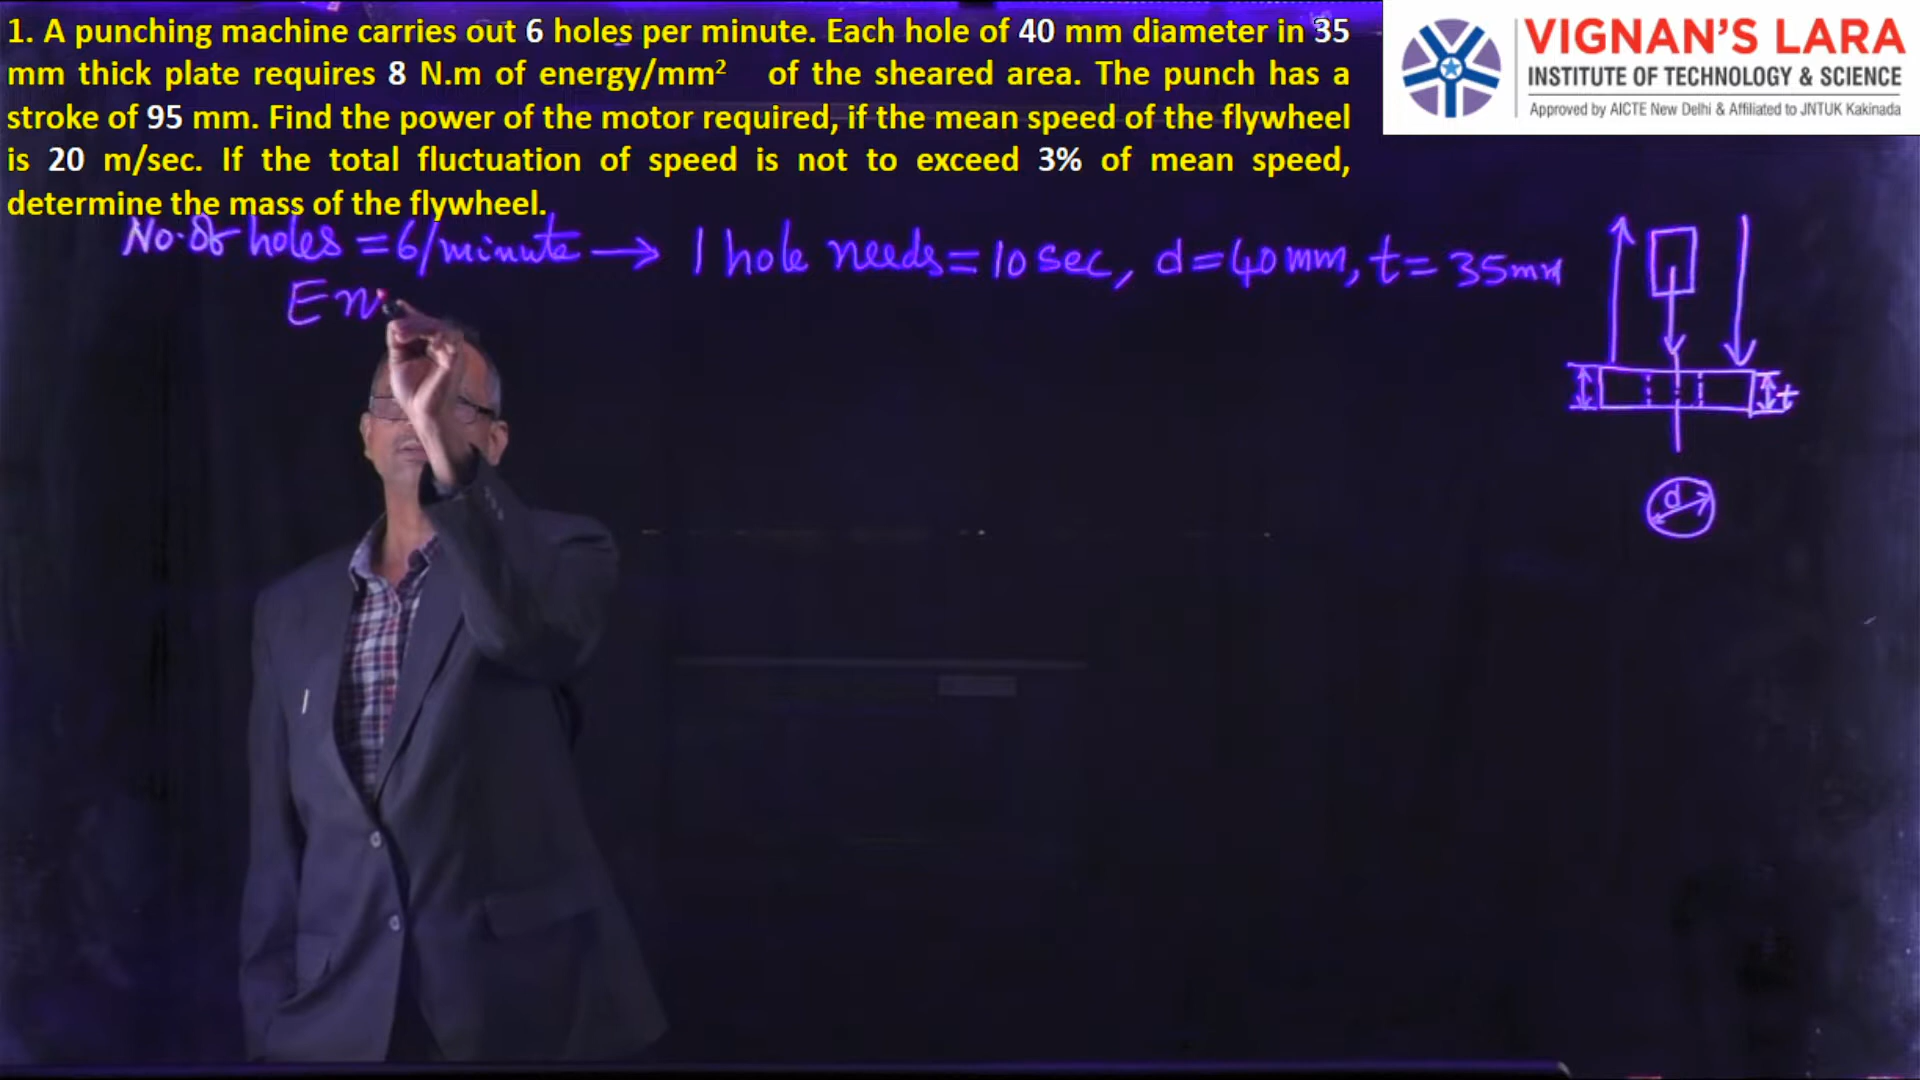 1. A punching machine carries out 6 holes per minute. Each hole of 40 mm diameter in 35
mm thick plate requires 8 N.m of energy/mm² of the sheared area. The punch has a
stroke of 95 mm. Find the power of the motor required, if the mean speed of the flywheel
is 20 m/sec. If the total fluctuation of speed is not to exceed 3% of mean speed,
determine the mass of the flywheel.
VIGNAN'S LARA
INSTITUTE OF TECHNOLOGY & SCIENCE
Approved by AICTE New Delhi & Affiliated to JNTUK Kakinada
No. of holes = 6/minute → 1 hole needs = 10 sec, d = 40 mm, t = 35 mm
En
t
d